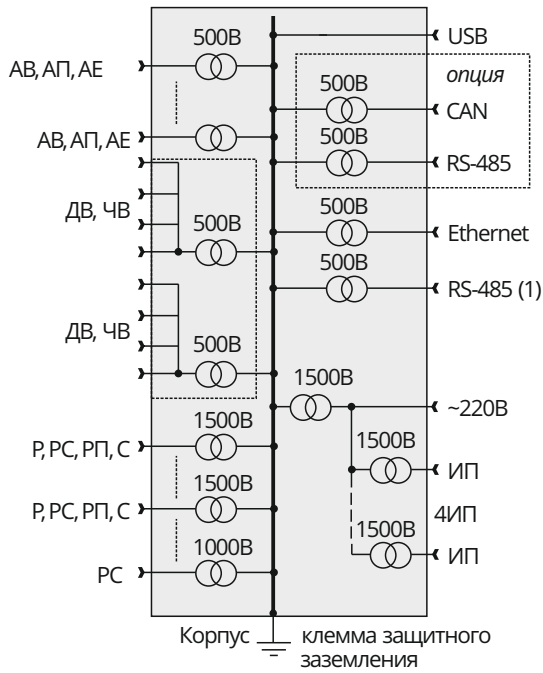 500В
АВ, АП, АЕ
АВ, АП, АЕ
ДВ, ЧВ
500В
ДВ, ЧВ
500В
1500В
Р, РС, РП, С
1500В
Р, РС, РП, С
1000В
РС
USB
опция
500В
CAN
500В
RS-485
500В
Ethernet
500В
RS-485 (1)
1500В
~220В
1500В
ИП
4ИП
1500В
ИП
Корпус
клемма защитного
заземления